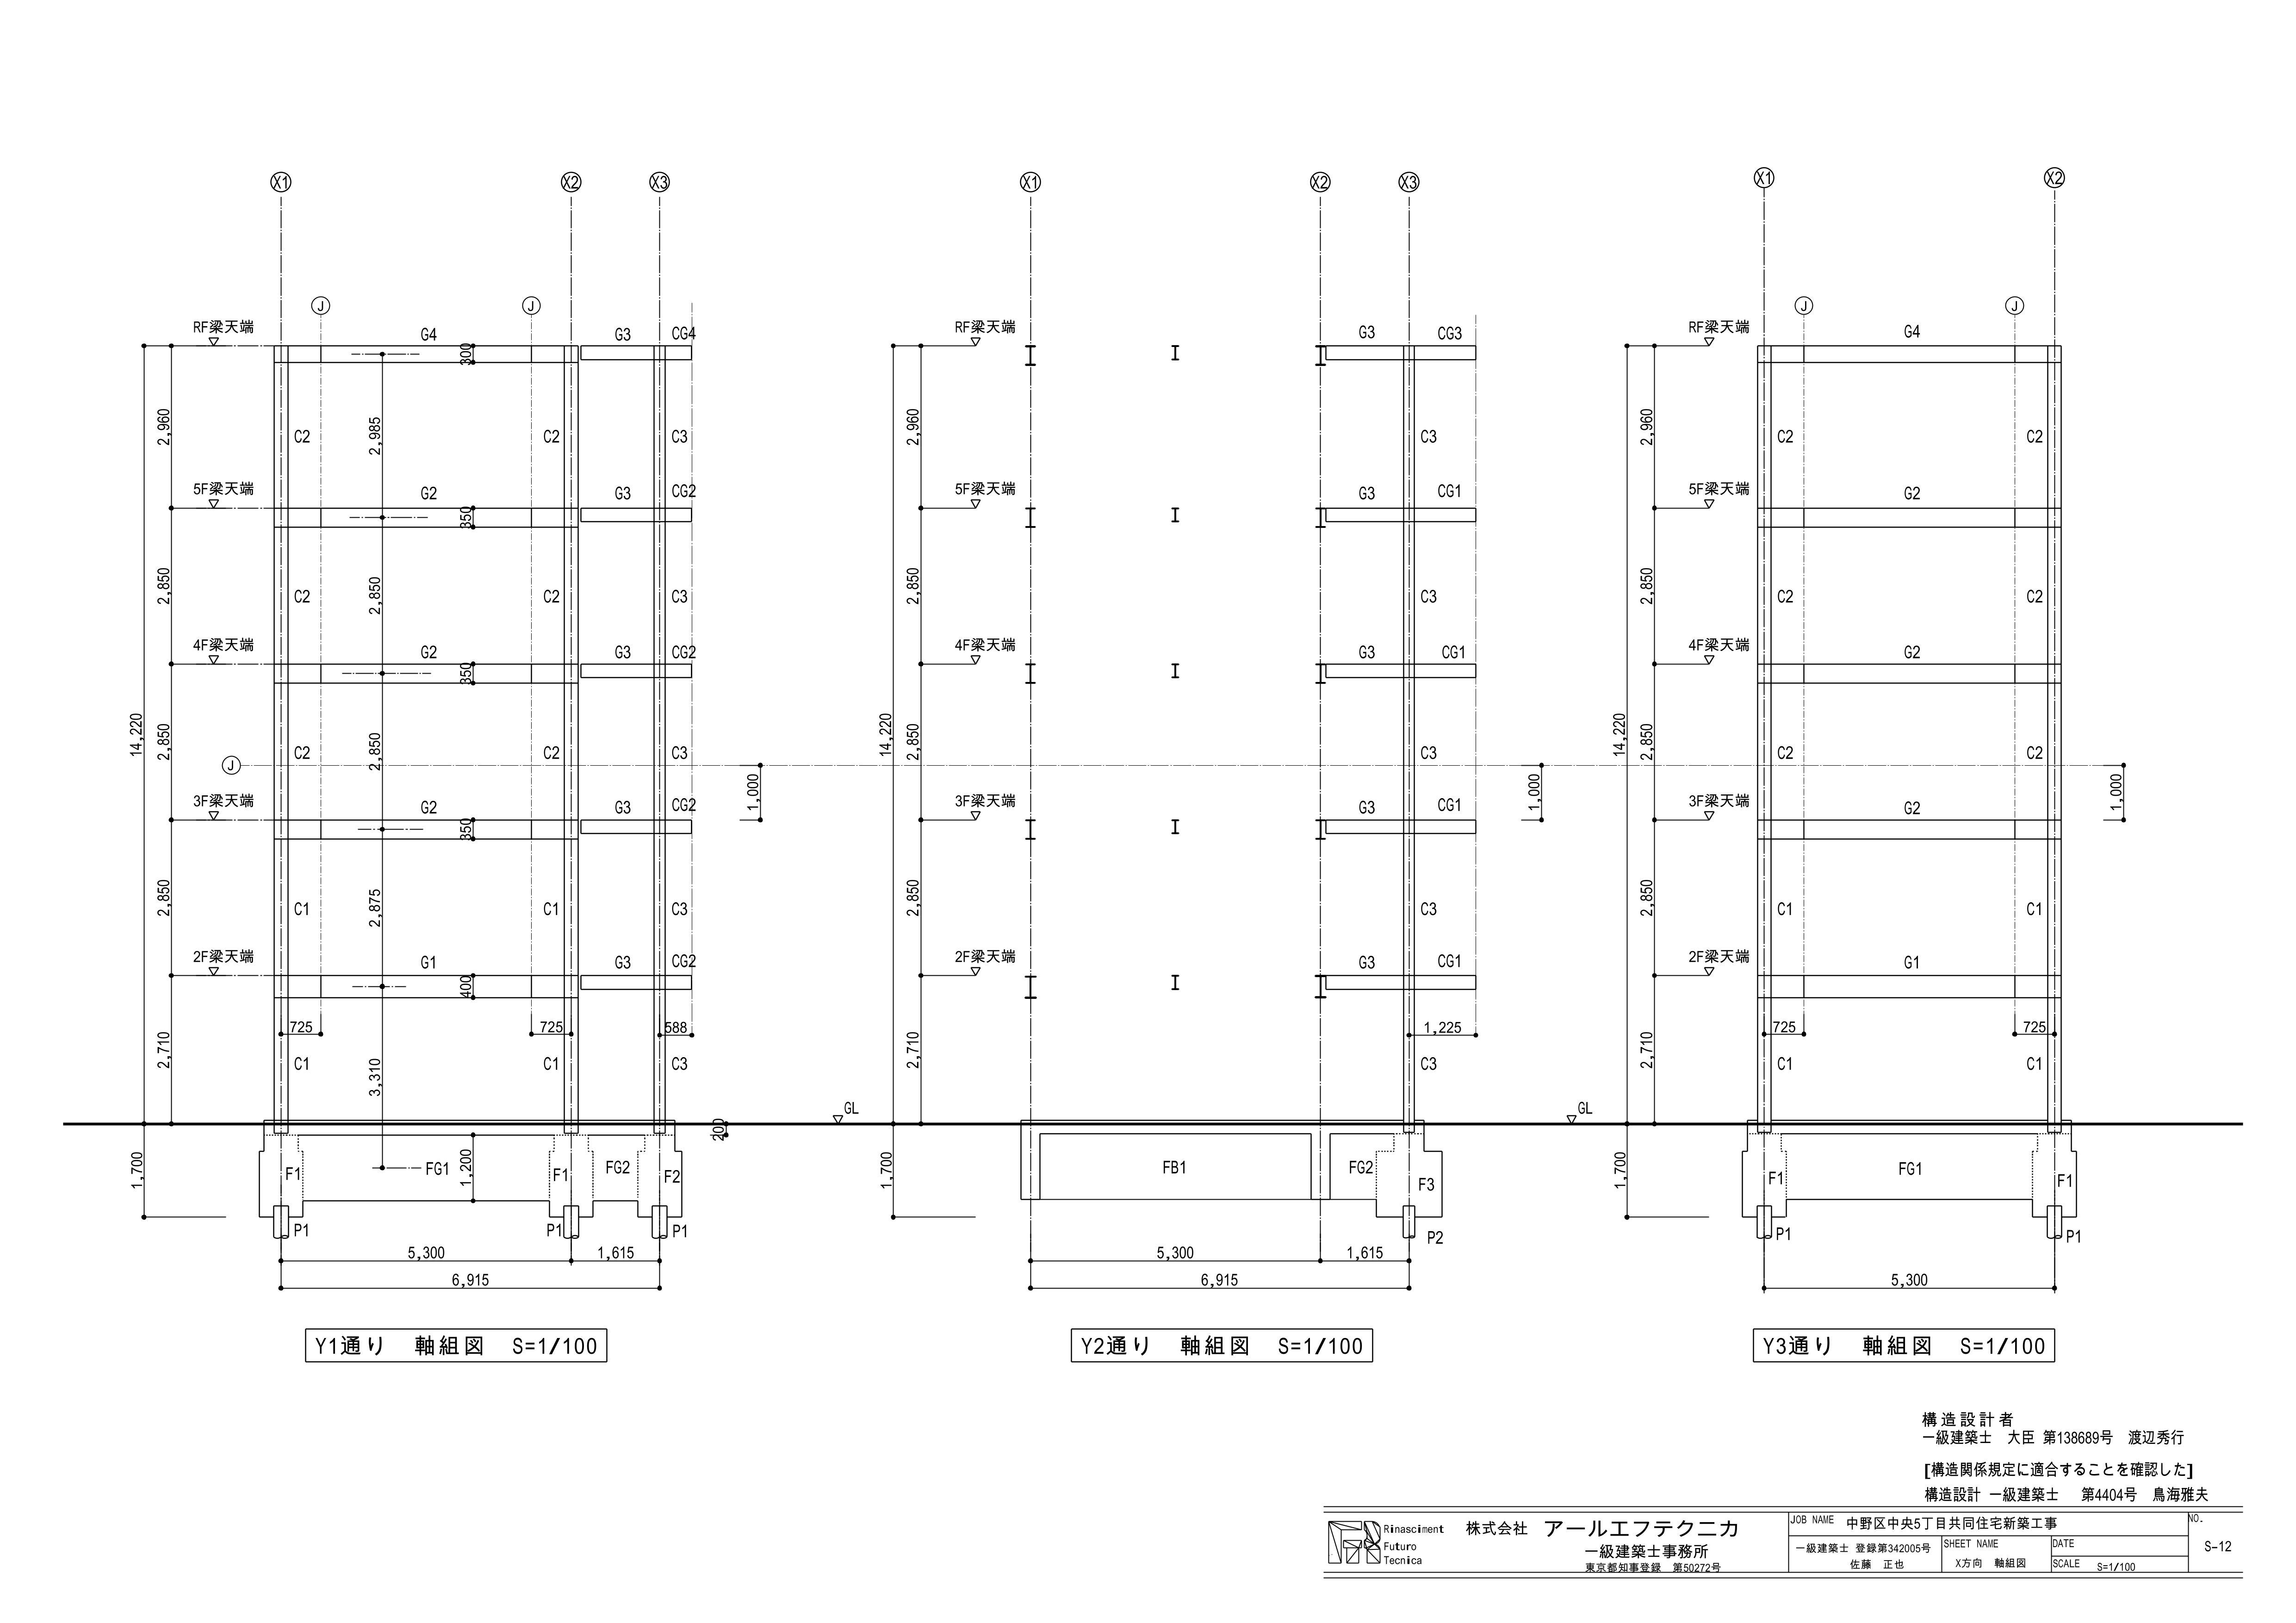 X1 X2 X3
J J
RF梁天端 G4 G3 CG4
300
2,960 C2 2,985 C2 C3
5F梁天端 G2 G3 CG2
350
2,850 C2 2,850 C2 C3
4F梁天端 G2 G3 CG2
350
14,220 2,850 C2 2,850 C2 C3
J 1,000
3F梁天端 G2 G3 CG2
350
2,850 C1 2,875 C1 C3
2F梁天端 G1 G3 CG2
400
725 725 588
2,710 C1 3,310 C1 C3
200
1,700 F1 FG1 1,200 F1 FG2 F2
P1 P1 P1
5,300 1,615
6,915
Y1通り 軸組図 S=1/100
X1 X2 X3
RF梁天端 G3 CG3
2,960 C3
5F梁天端 G3 CG1
2,850 C3
4F梁天端 G3 CG1
14,220 2,850 C3
1,000
3F梁天端 G3 CG1
2,850 C3
2F梁天端 G3 CG1
1,225
2,710 C3
GL
1,700 FB1 FG2 F3
P2
5,300 1,615
6,915
Y2通り 軸組図 S=1/100
X1 X2
J J
RF梁天端 G4
2,960 C2 C2
5F梁天端 G2
2,850 C2 C2
4F梁天端 G2
14,220 2,850 C2 C2
1,000
3F梁天端 G2
2,850 C1 C1
2F梁天端 G1
725 725
2,710 C1 C1
GL
1,700 F1 FG1 F1
P1 P1
5,300
Y3通り 軸組図 S=1/100
構造設計者
一級建築士 大臣 第138689号 渡辺秀行
[構造関係規定に適合することを確認した]
構造設計 一級建築士 第4404号 鳥海雅夫
Rinasciment
Futuro
Tecnica
株式会社 アールエフテクニカ
一級建築士事務所
東京都知事登録 第50272号
JOB NAME 中野区中央5丁目共同住宅新築工事
一級建築士 登録第342005号
佐藤 正也
SHEET NAME
X方向 軸組図
DATE
SCALE S=1/100
NO.
S-12